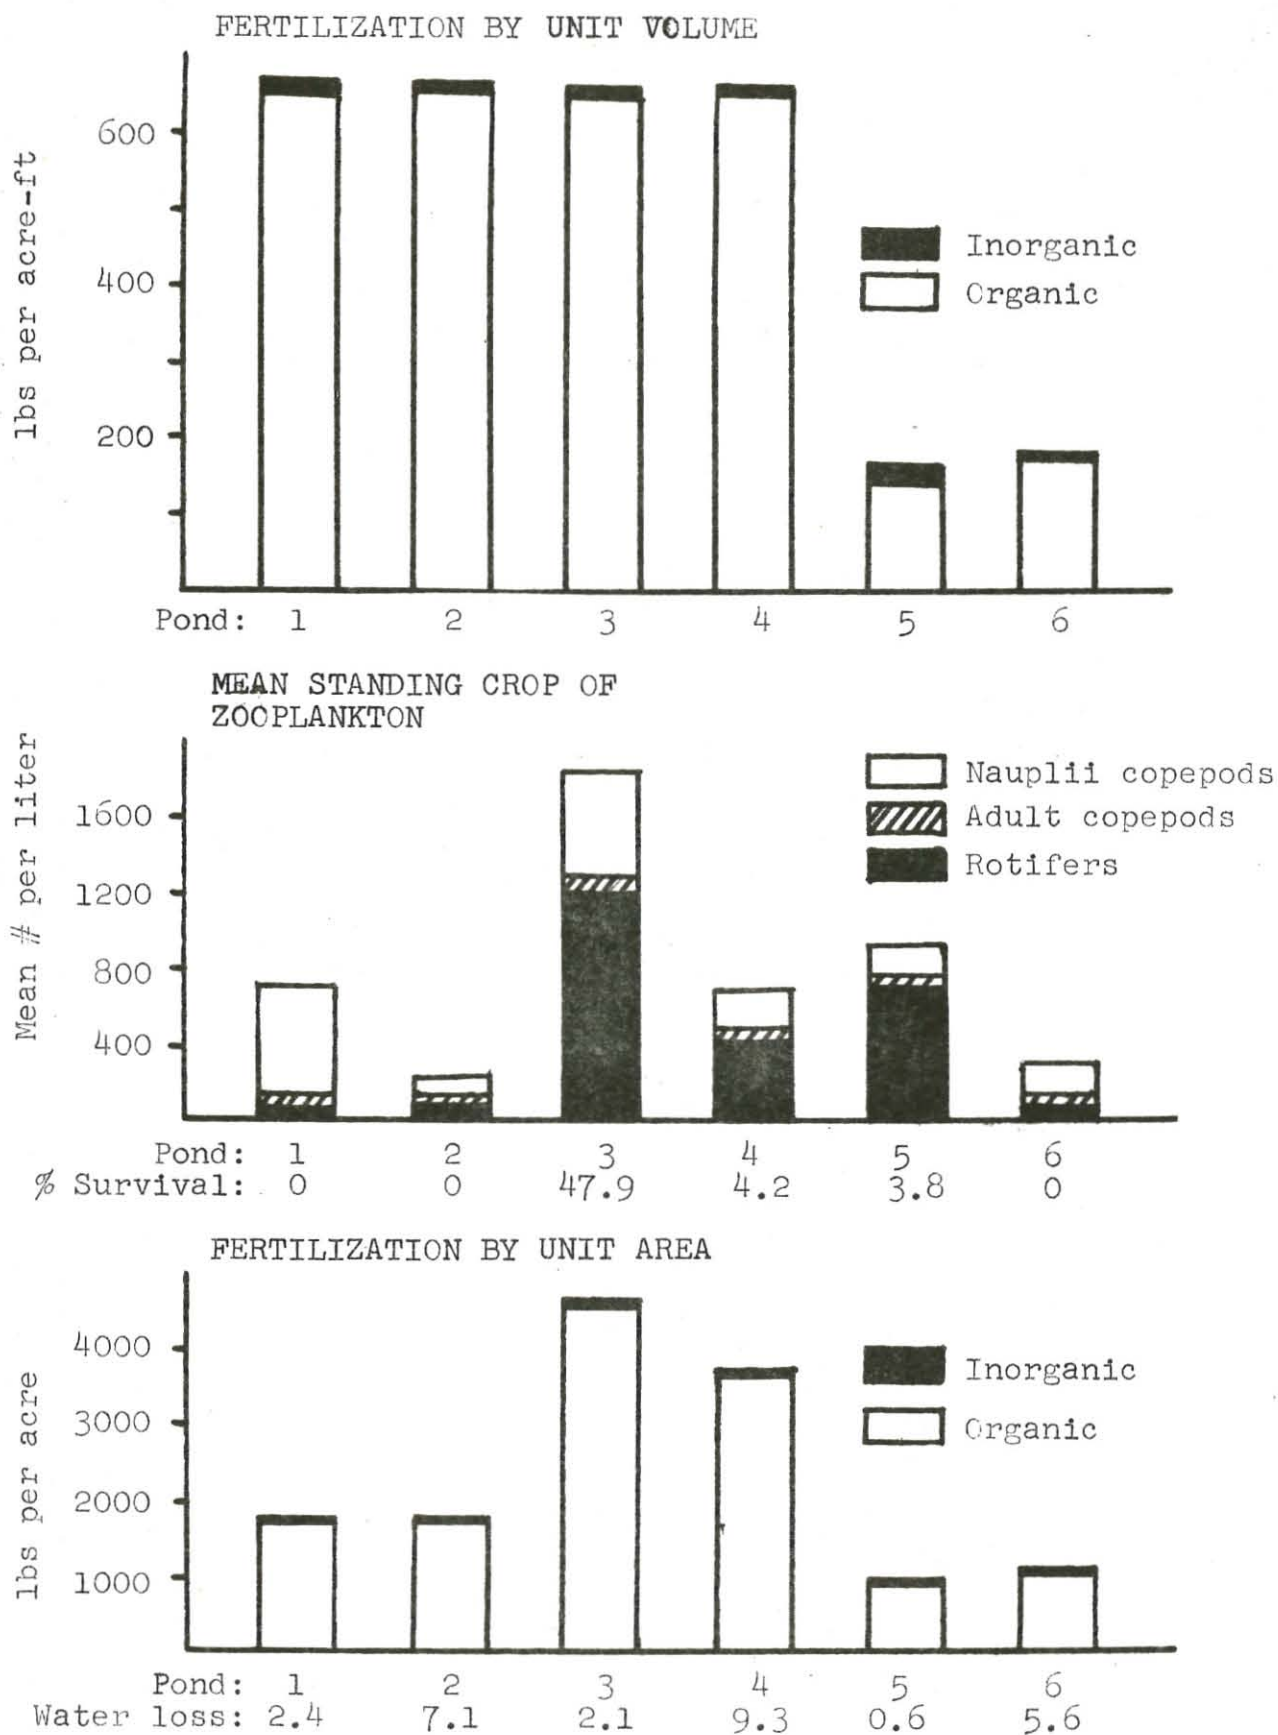 FERTILIZATION BY UNIT VOLUME
lbs per acre-ft
600
400
200
Inorganic
Organic
Pond: 1 2 3 4 5 6
MEAN STANDING CROP OF
ZOOPLANKTON
Mean # per liter
1600
1200
800
400
Nauplii copepods
Adult copepods
Rotifers
Pond: 1 2 3 4 5 6
% Survival: 0 0 47.9 4.2 3.8 0
FERTILIZATION BY UNIT AREA
lbs per acre
4000
3000
2000
1000
Inorganic
Organic
Pond: 1 2 3 4 5 6
Water loss: 2.4 7.1 2.1 9.3 0.6 5.6